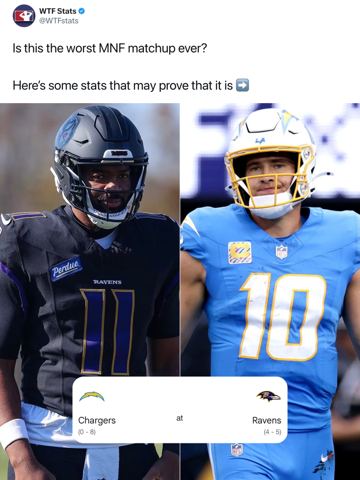 WTF Stats
@WTFstats
Is this the worst MNF matchup ever?
Here's some stats that may prove that it is ➡️
Perdue
RAVENS
11
10
Chargers
(0 - 8)
at
Ravens
(4 - 5)